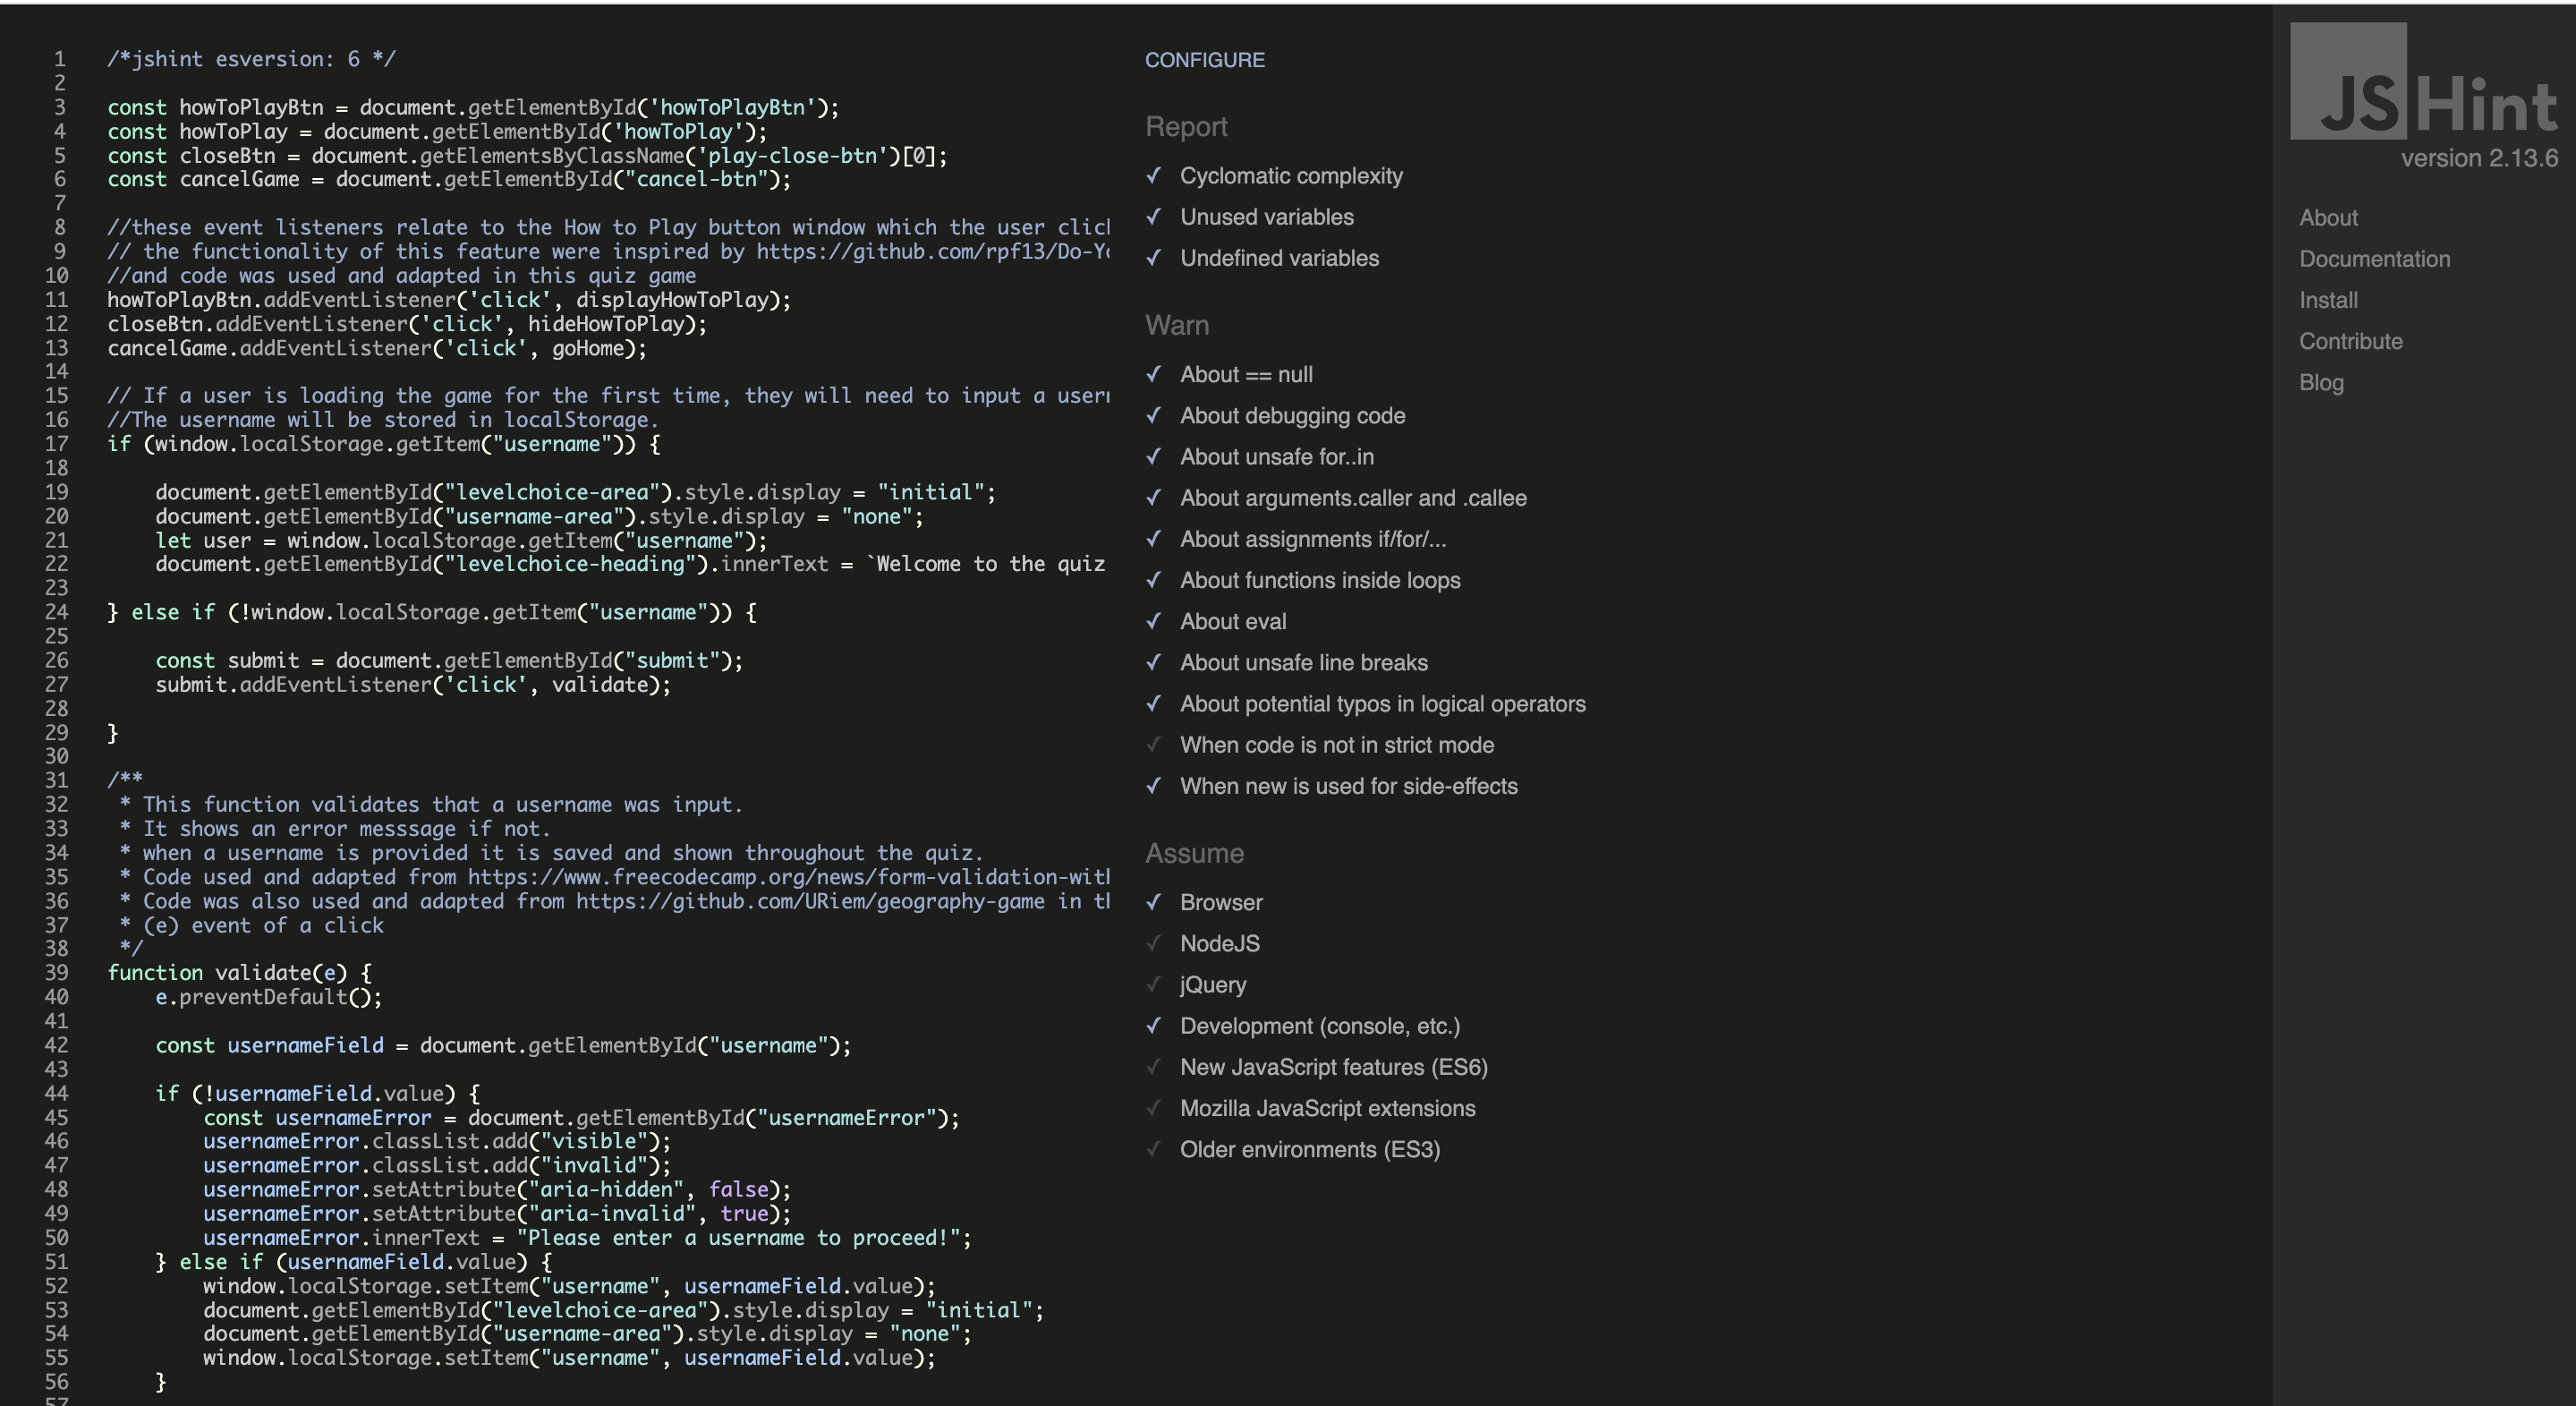 1 /*jshint esversion: 6 */
2
3 const howToPlayBtn = document.getElementById('howToPlayBtn');
4 const howToPlay = document.getElementById('howToPlay');
5 const closeBtn = document.getElementsByClassName('play-close-btn')[0];
6 const cancelGame = document.getElementById("cancel-btn");
7
8 //these event listeners relate to the How to Play button window which the user
9 // the functionality of this feature were inspired by https://github.com/rpf13/
10 //and code was used and adapted in this quiz game
11 howToPlayBtn.addEventListener('click', displayHowToPlay);
12 closeBtn.addEventListener('click', hideHowToPlay);
13 cancelGame.addEventListener('click', goHome);
14
15 // If a user is loading the game for the first time, they will need to input a
16 //The username will be stored in localStorage.
17 if (window.localStorage.getItem("username")) {
18
19 document.getElementById("levelchoice-area").style.display = "initial";
20 document.getElementById("username-area").style.display = "none";
21 let user = window.localStorage.getItem("username");
22 document.getElementById("levelchoice-heading").innerText = `Welcome to the quiz
23
24 } else if (!window.localStorage.getItem("username")) {
25
26 const submit = document.getElementById("submit");
27 submit.addEventListener('click', validate);
28
29 }
30
31 /**
32 * This function validates that a username was input.
33 * It shows an error messsage if not.
34 * when a username is provided it is saved and shown throughout the quiz.
35 * Code used and adapted from https://www.freecodecamp.org/news/form-validation-
36 * Code was also used and adapted from https://github.com/URiem/geography-game in
37 * (e) event of a click
38 */
39 function validate(e) {
40 e.preventDefault();
41
42 const usernameField = document.getElementById("username");
43
44 if (!usernameField.value) {
45 const usernameError = document.getElementById("usernameError");
46 usernameError.classList.add("visible");
47 usernameError.classList.add("invalid");
48 usernameError.setAttribute("aria-hidden", false);
49 usernameError.setAttribute("aria-invalid", true);
50 usernameError.innerText = "Please enter a username to proceed!";
51 } else if (usernameField.value) {
52 window.localStorage.setItem("username", usernameField.value);
53 document.getElementById("levelchoice-area").style.display = "initial";
54 document.getElementById("username-area").style.display = "none";
55 window.localStorage.setItem("username", usernameField.value);
56 }
CONFIGURE
Report
Cyclomatic complexity
Unused variables
Undefined variables
Warn
About == null
About debugging code
About unsafe for..in
About arguments.caller and .callee
About assignments if/for/...
About functions inside loops
About eval
About unsafe line breaks
About potential typos in logical operators
When code is not in strict mode
When new is used for side-effects
Assume
Browser
NodeJS
jQuery
Development (console, etc.)
New JavaScript features (ES6)
Mozilla JavaScript extensions
Older environments (ES3)
JSHint
version 2.13.6
About
Documentation
Install
Contribute
Blog